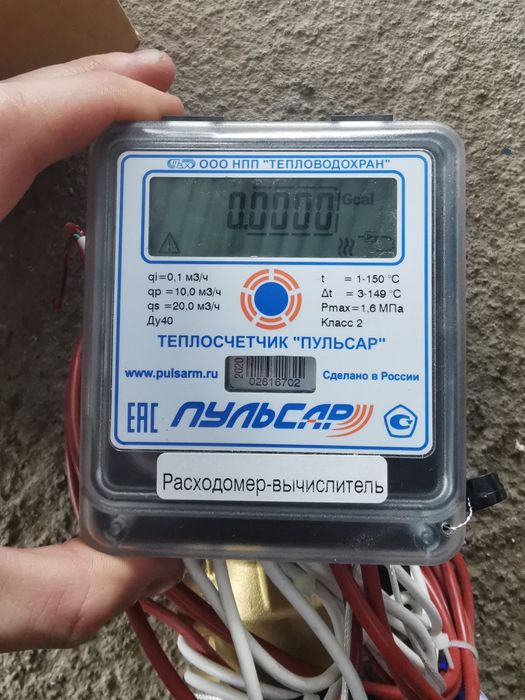 ООО НПП "ТЕПЛОВОДОХРАН"
0.0000 Gcal
qi=0,1 м3/ч
qp=10,0 м3/ч
qs=20,0 м3/ч
Ду40
t = 1-150 °C
Δt = 3-149 °C
Pmax=1,6 МПа
Класс 2
ТЕПЛОСЧЕТЧИК "ПУЛЬСАР"
www.pulsarm.ru
2020
02816702
Сделано в России
ЕАС ПУЛЬСАР
Расходомер-вычислитель